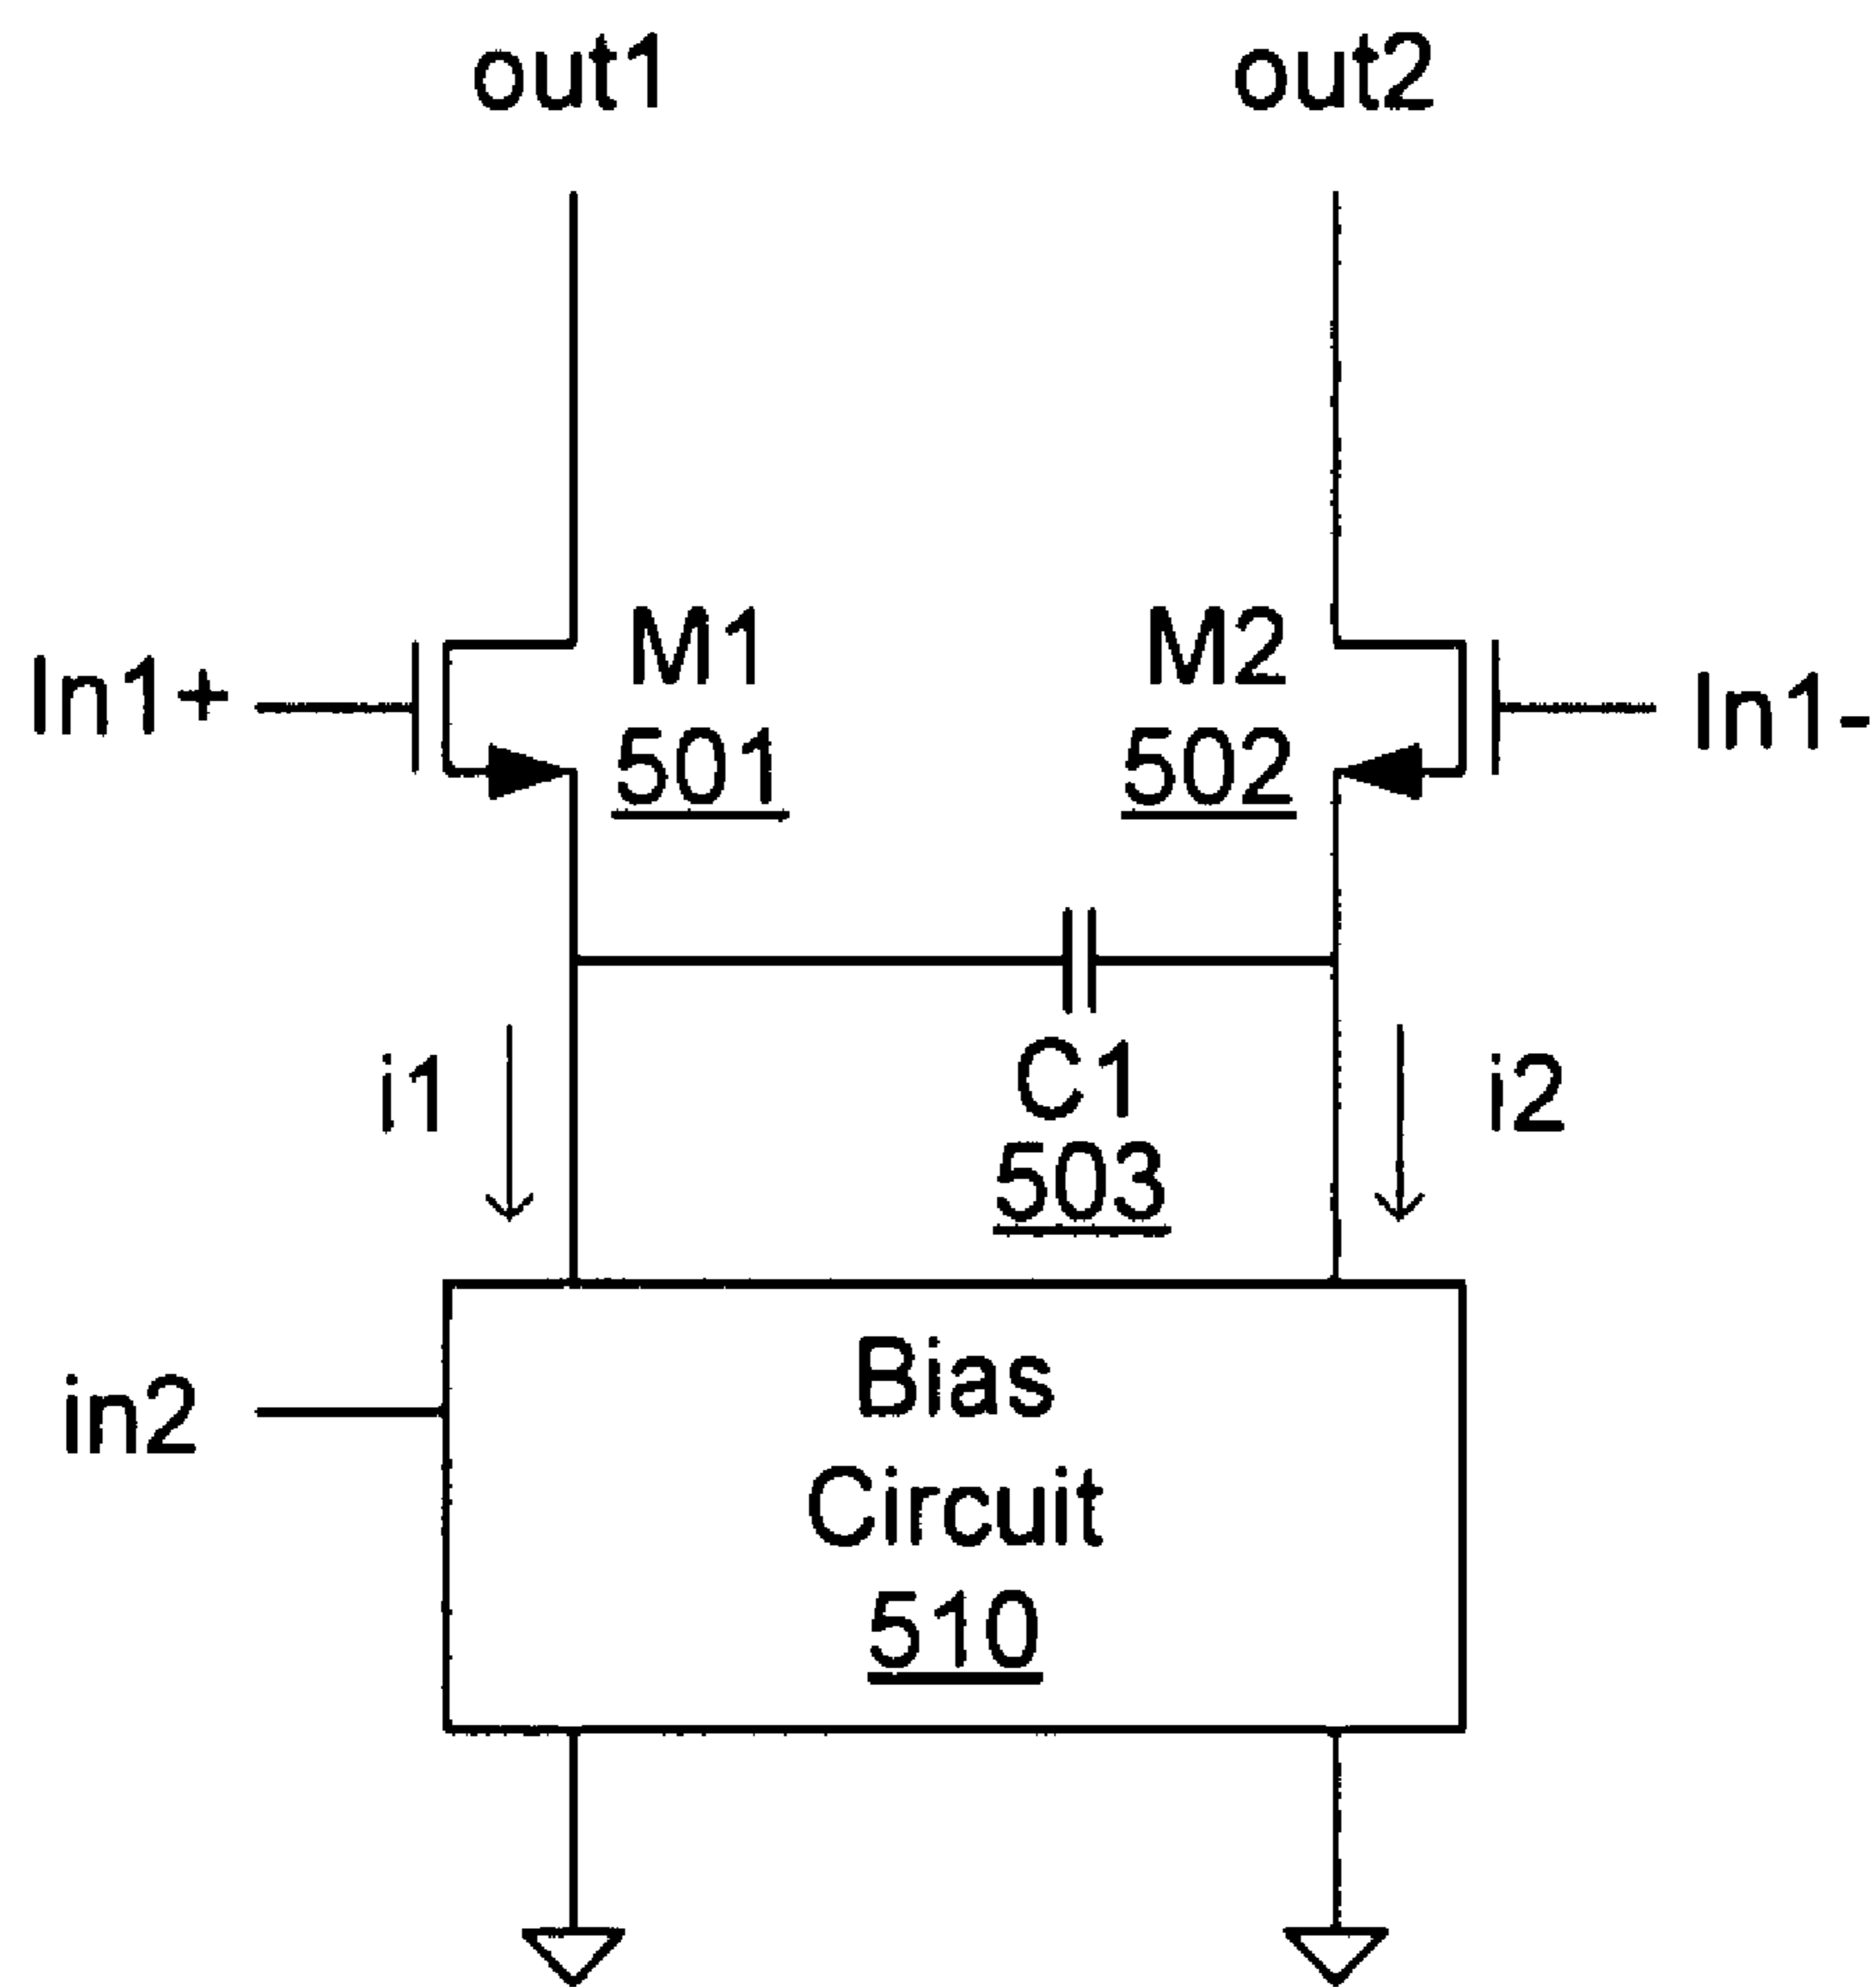 out1
out2
In1+
M1
501
M2
502
In1-
i1
C1
503
i2
in2
Bias
Circuit
510